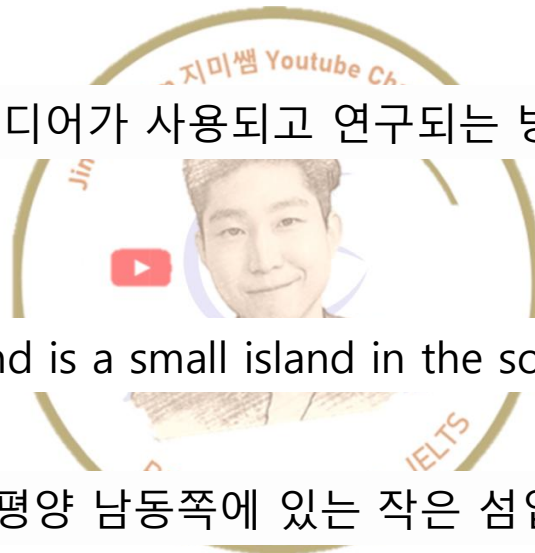 지미쌤 Youtube
디어가 사용되고 연구되는
Jin
nd is a small island in the so
IELTS
평양 남동쪽에 있는 작은 섬